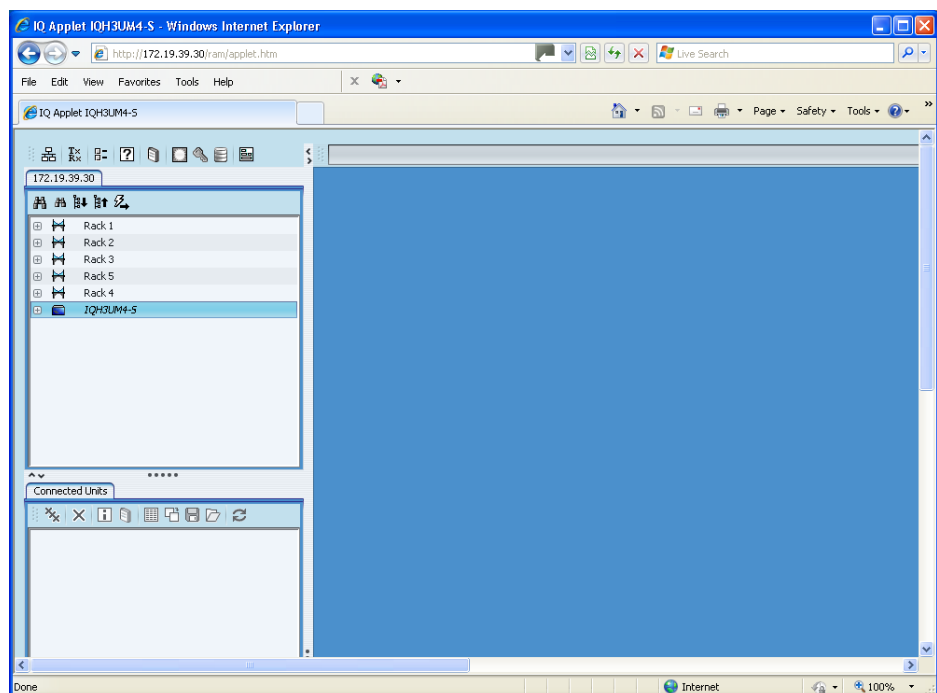 IQ Applet IQH3UM4-S - Windows Internet Explorer
http://172.19.39.30/ram/applet.htm
Live Search
File Edit View Favorites Tools Help
IQ Applet IQH3UM4-S
Page Safety Tools
Tx
Rx
172.19.39.30
Rack 1
Rack 2
Rack 3
Rack 5
Rack 4
IQH3UM4-S
Connected Units
Done
Internet
100%